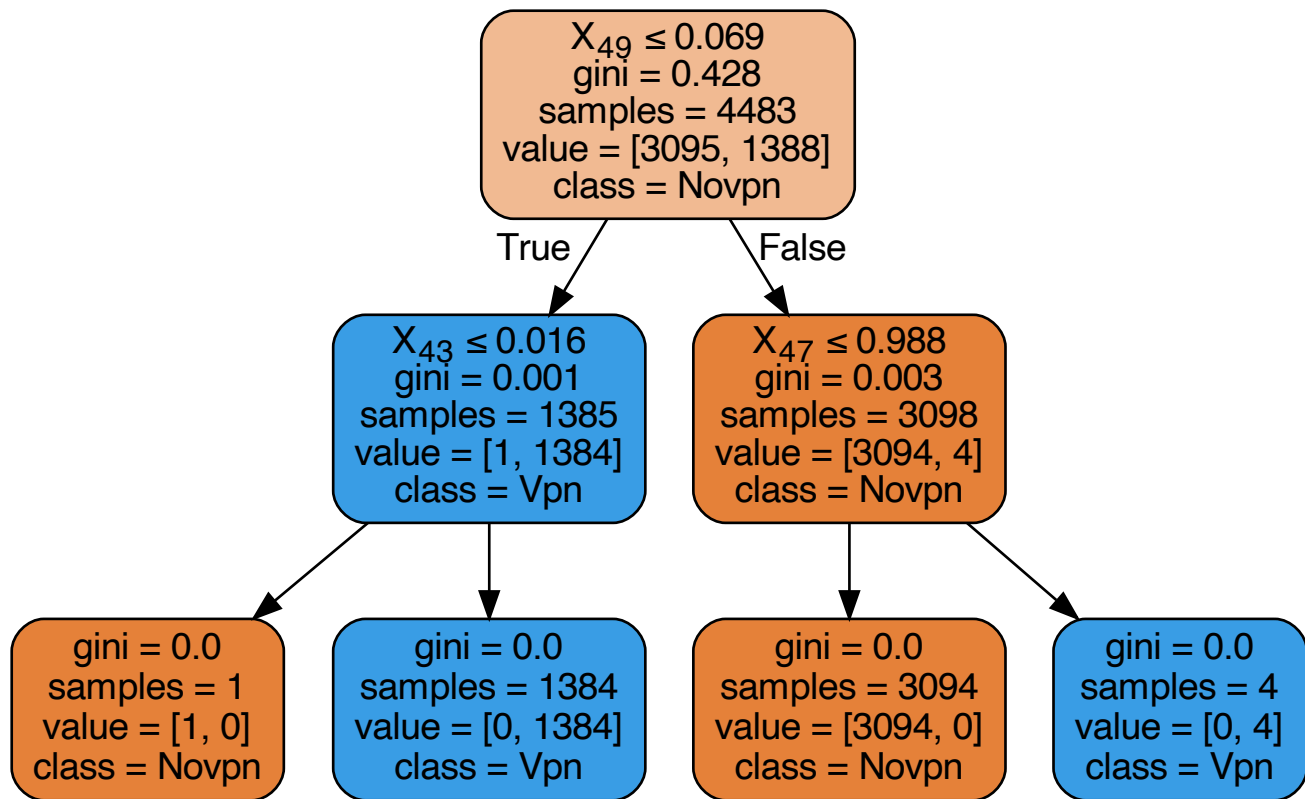 X₄₉ ≤ 0.069
gini = 0.428
samples = 4483
value = [3095, 1388]
class = Novpn
True
False
X₄₃ ≤ 0.016
gini = 0.001
samples = 1385
value = [1, 1384]
class = Vpn
X₄₇ ≤ 0.988
gini = 0.003
samples = 3098
value = [3094, 4]
class = Novpn
gini = 0.0
samples = 1
value = [1, 0]
class = Novpn
gini = 0.0
samples = 1384
value = [0, 1384]
class = Vpn
gini = 0.0
samples = 3094
value = [3094, 0]
class = Novpn
gini = 0.0
samples = 4
value = [0, 4]
class = Vpn